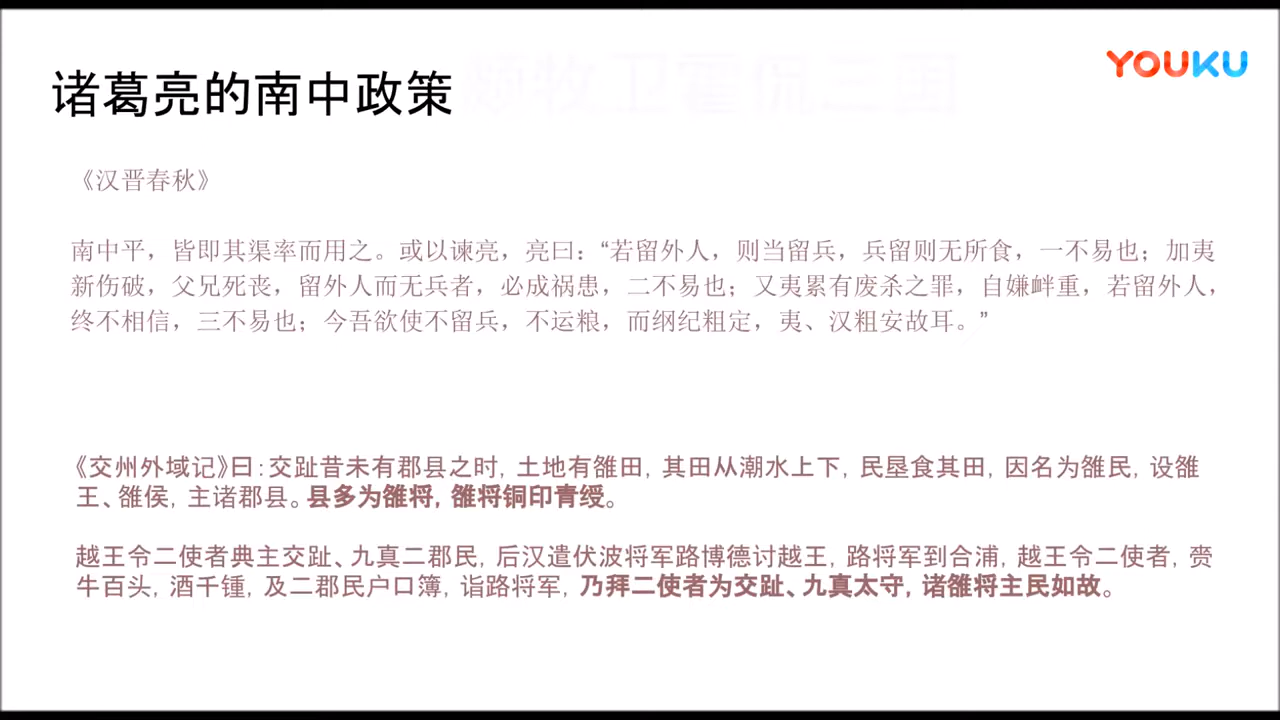 YOUKU
诸葛亮的南中政策
《汉晋春秋》
南中平，皆即其渠率而用之。或以谏亮，亮曰：“若留外人，则当留兵，兵留则无所食，一不易也；加夷
新伤破，父兄死丧，留外人而无兵者，必成祸患，二不易也；又夷累有废杀之罪，自嫌衅重，若留外人，
终不相信，三不易也；今吾欲使不留兵，不运粮，而纲纪粗定，夷、汉粗安故耳。”
《交州外域记》曰：交趾昔未有郡县之时，土地有雒田，其田从潮水上下，民垦食其田，因名为雒民，设雒
王、雒侯，主诸郡县。县多为雒将，雒将铜印青绶。
越王令二使者典主交趾、九真二郡民，后汉遣伏波将军路博德讨越王，路将军到合浦，越王令二使者，赍
牛百头，酒千锺，及二郡民户口簿，诣路将军，乃拜二使者为交趾、九真太守，诸雒将主民如故。